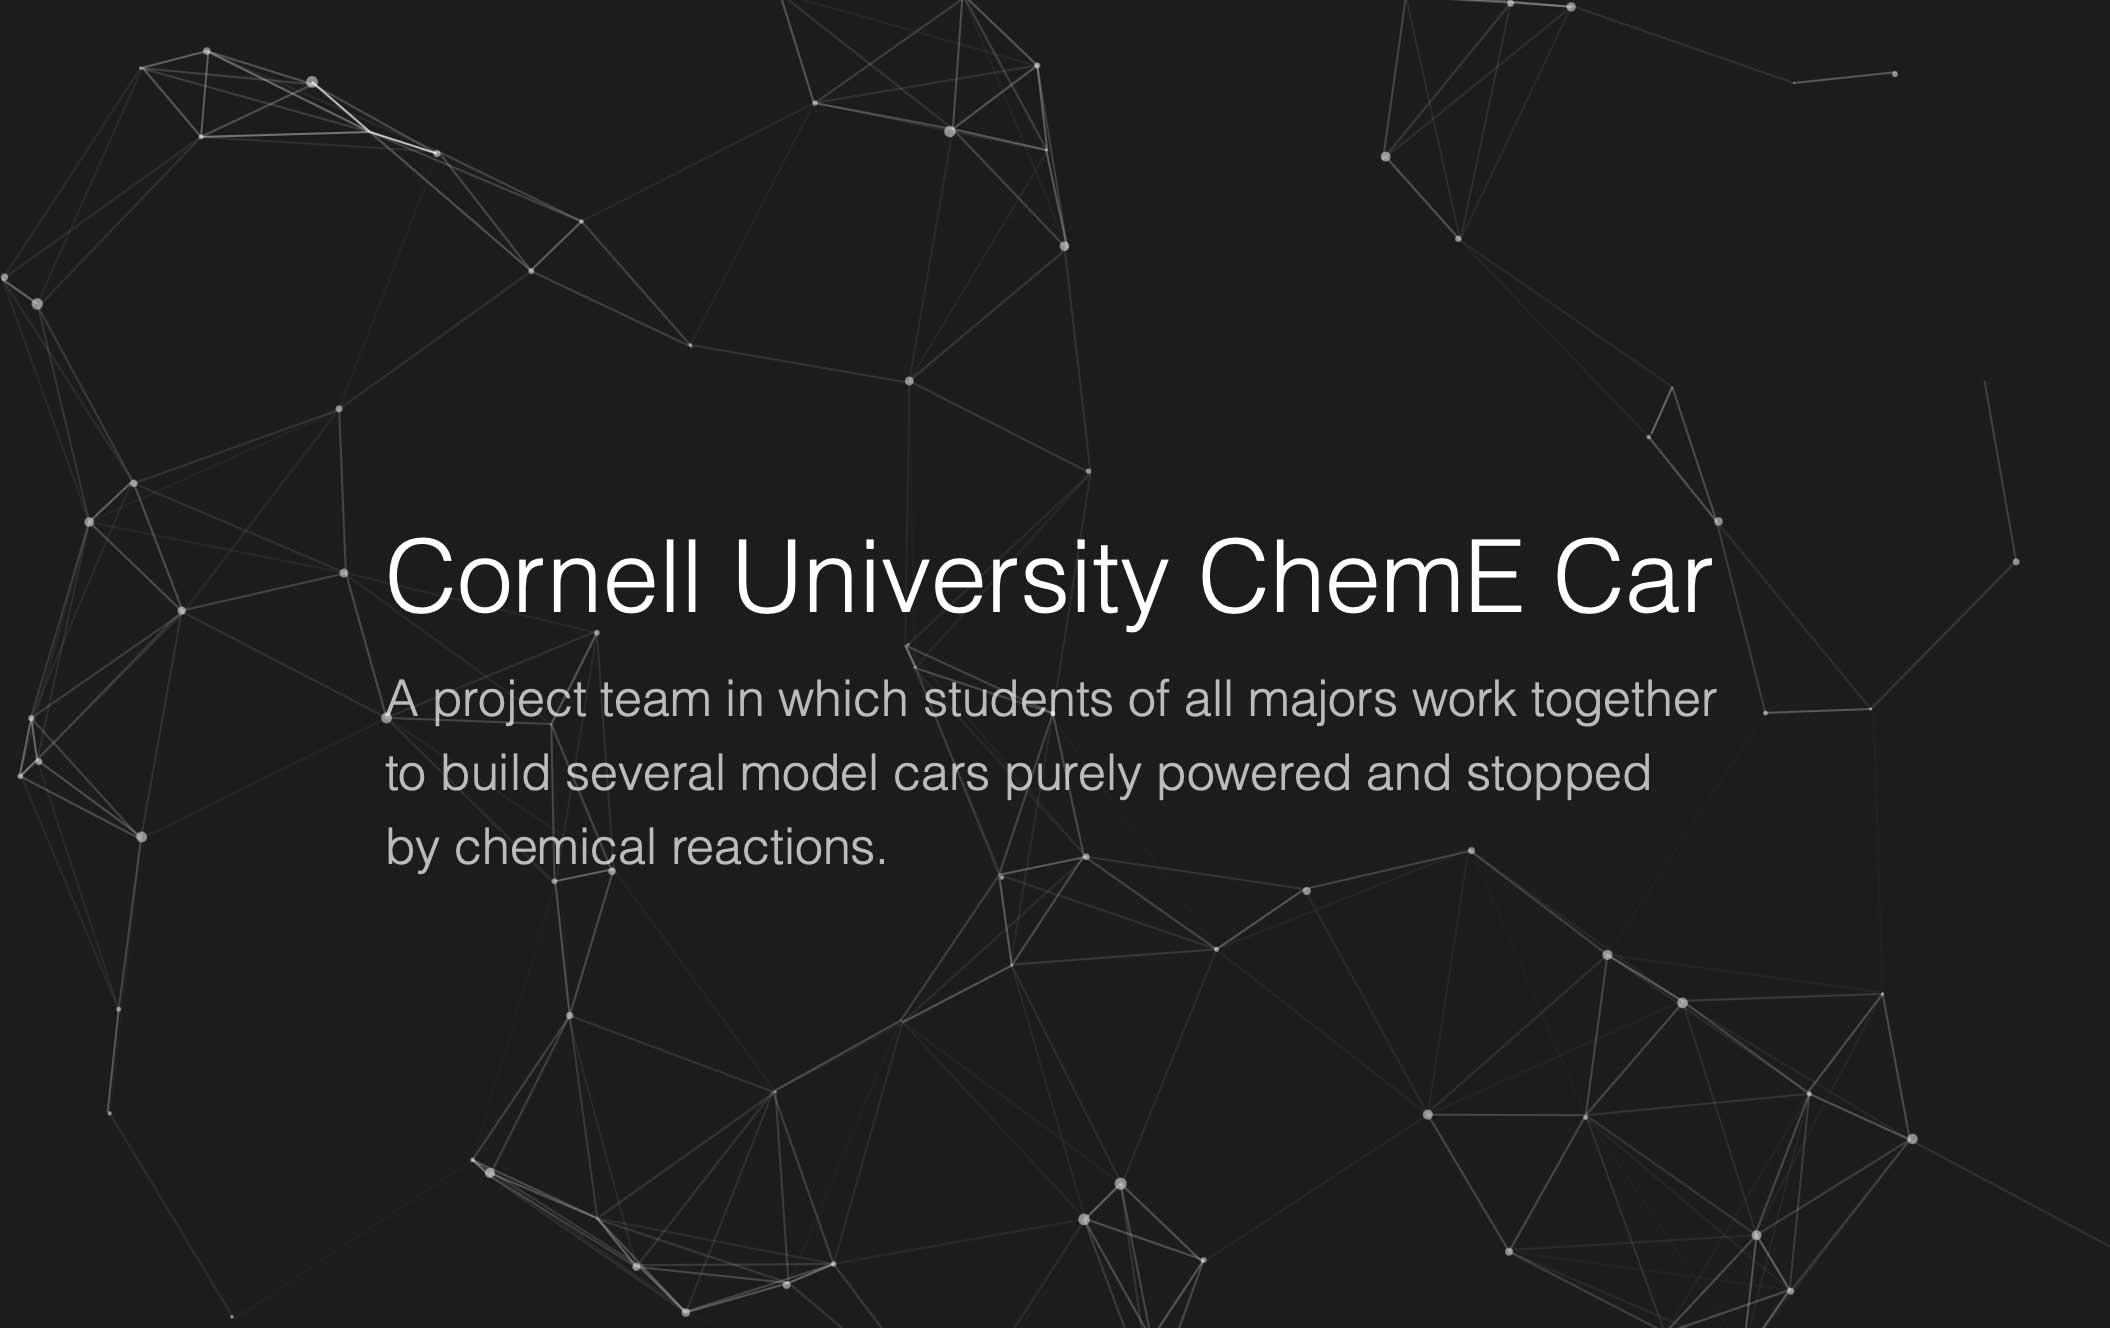 Cornell University ChemE Car
A project team in which students of all majors work together
to build several model cars purely powered and stopped
by chemical reactions.